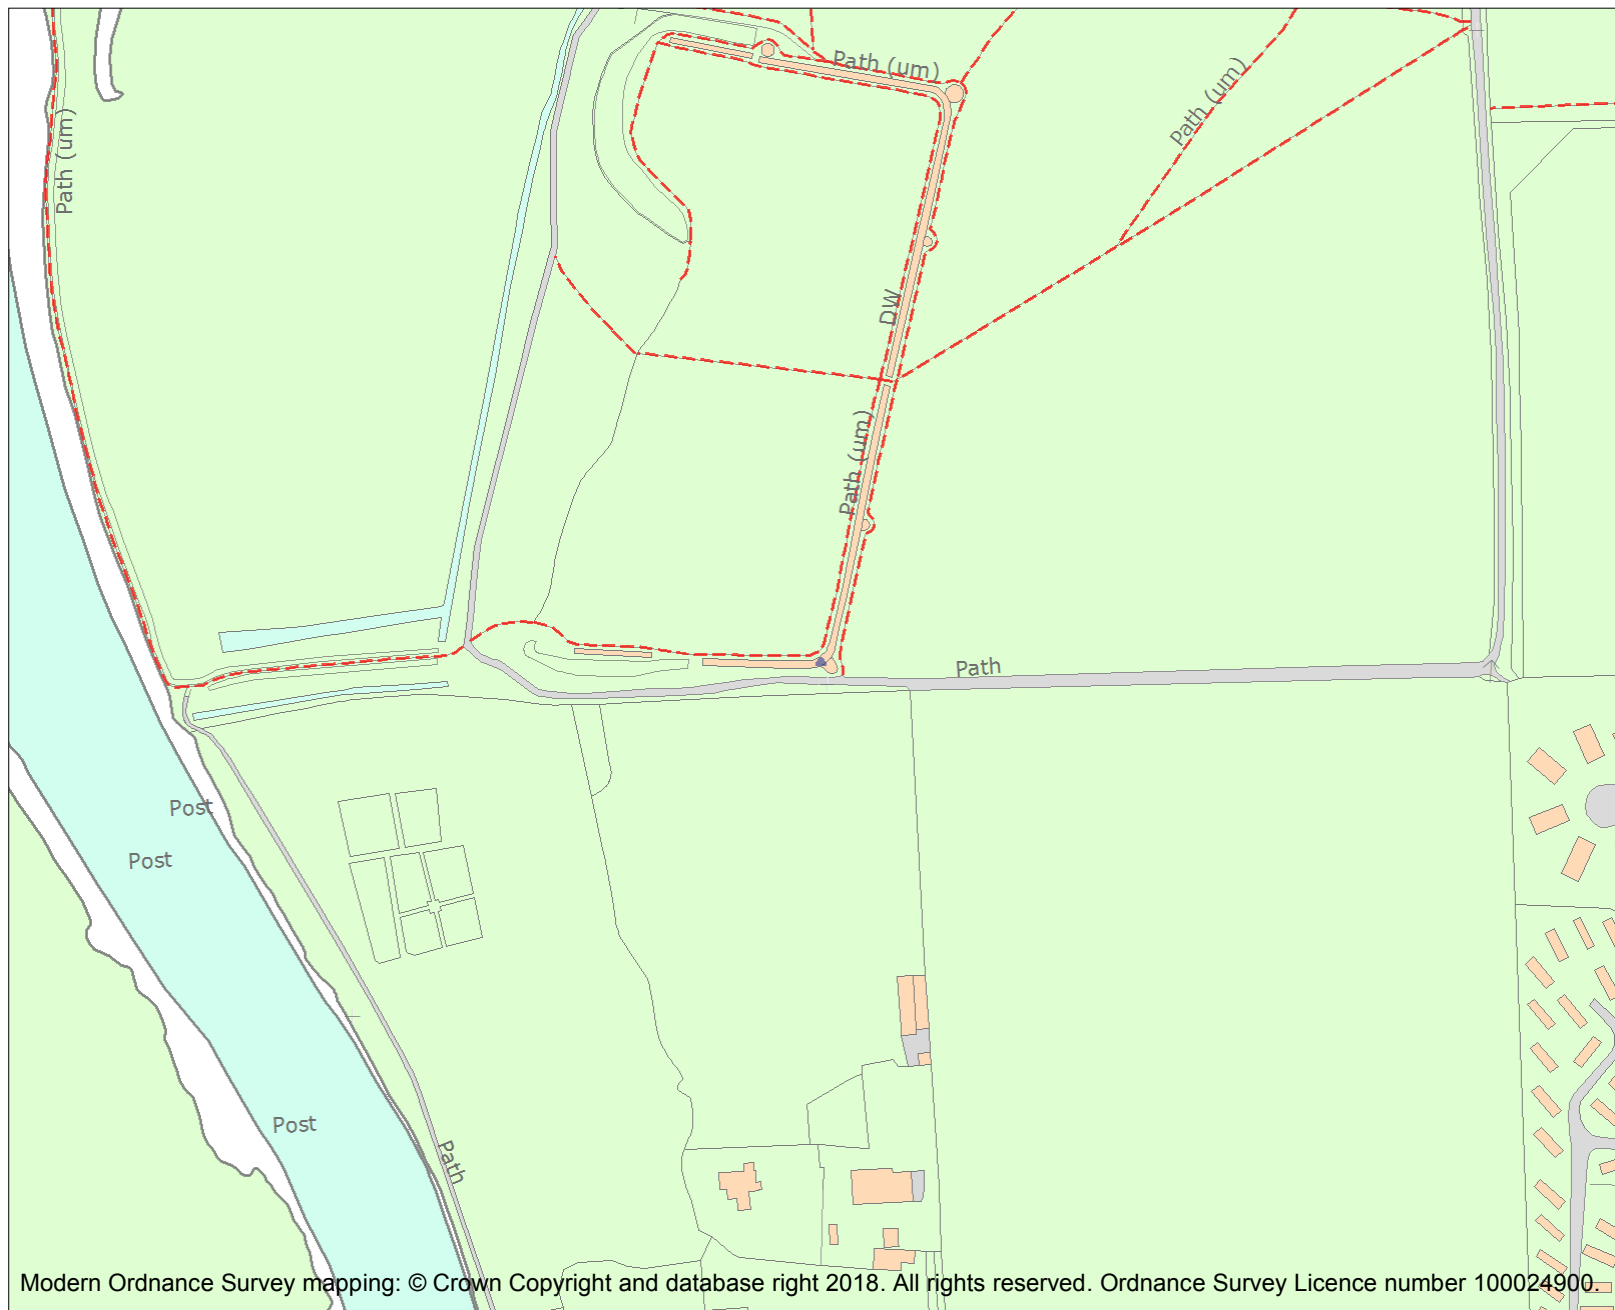 Path (um)
Path (um)
Path (um)
DW
Path (um)
Path
Post
Post
Post
Path
Modern Ordnance Survey mapping: © Crown Copyright and database right 2018. All rights reserved. Ordnance Survey Licence number 100024900.